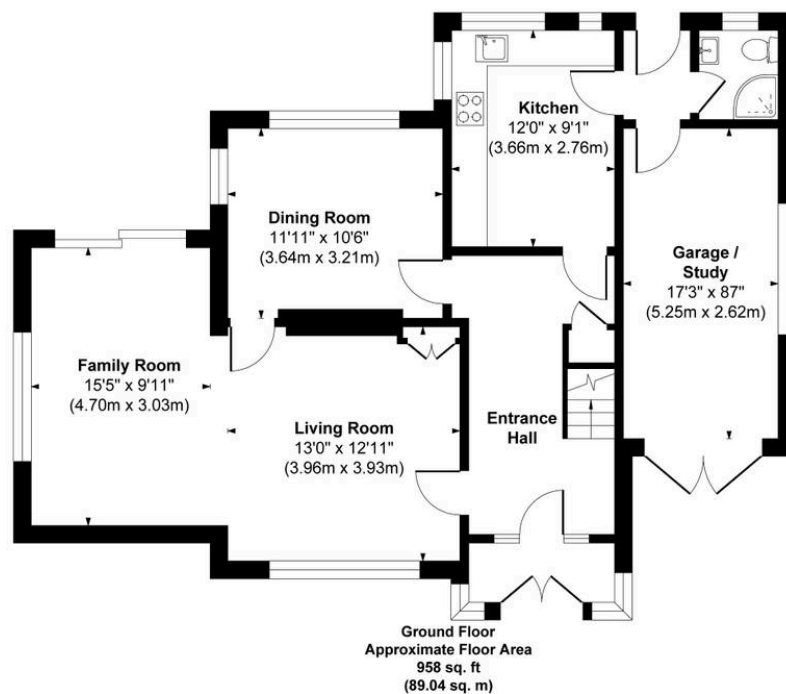 Kitchen
12'0" x 9'1"
(3.66m x 2.76m)
Dining Room
11'11" x 10'6"
(3.64m x 3.21m)
Garage /
Study
17'3" x 87"
(5.25m x 2.62m)
Family Room
15'5" x 9'11"
(4.70m x 3.03m)
Living Room
13'0" x 12'11"
(3.96m x 3.93m)
Entrance
Hall
Ground Floor
Approximate Floor Area
958 sq. ft
(89.04 sq. m)